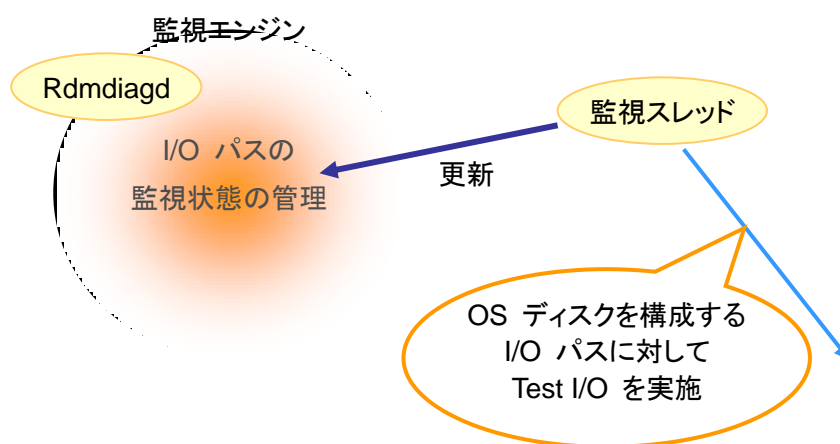 監視エンジン
Rdmdiagd
I/O パスの
監視状態の管理
監視スレッド
更新
OS ディスクを構成する
I/O パスに対して
Test I/O を実施